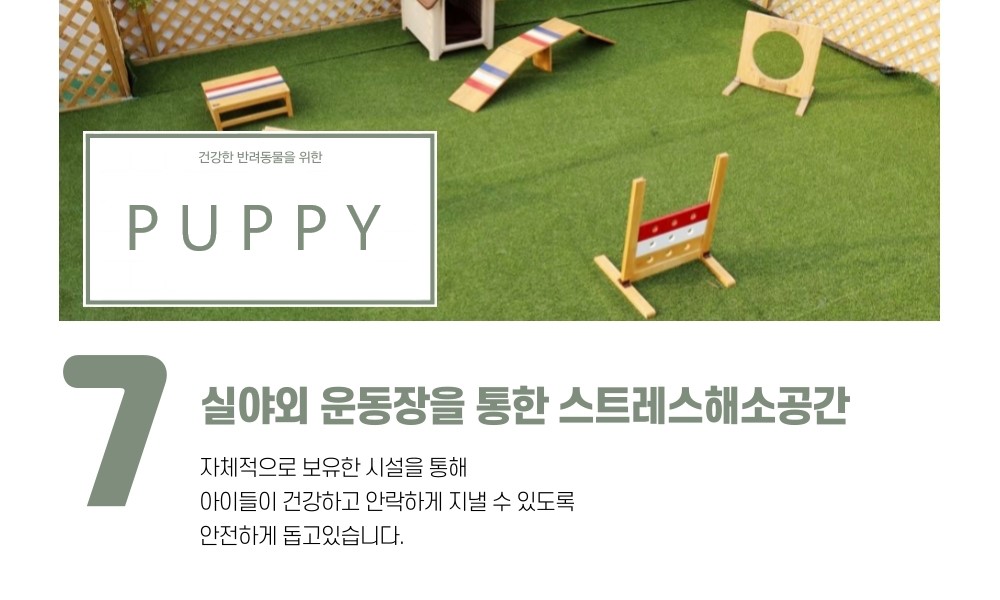 건강한 반려동물을 위한
PUPPY
7
실야외 운동장을 통한 스트레스해소공간
자체적으로 보유한 시설을 통해
아이들이 건강하고 안락하게 지낼 수 있도록
안전하게 돕고있습니다.